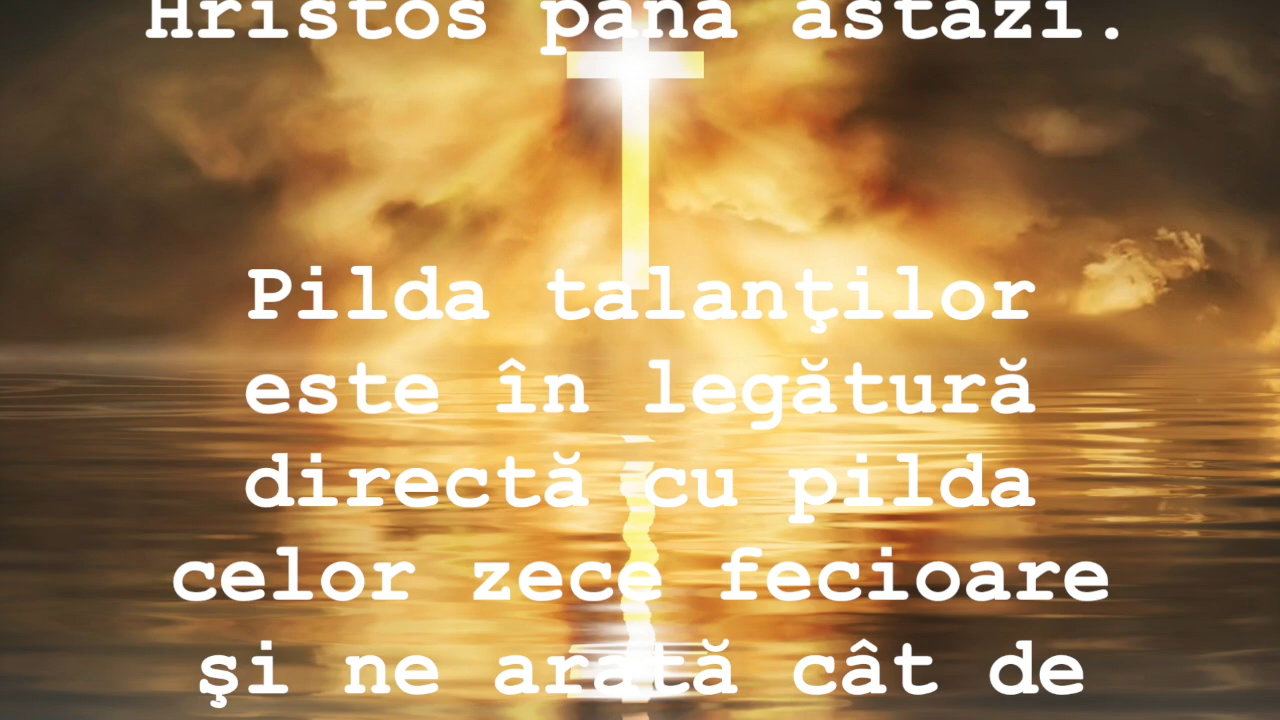 Hristos până astăzi.
Pilda talanţilor
este în legătură
directă cu pilda
celor zece fecioare
şi ne arată cât de